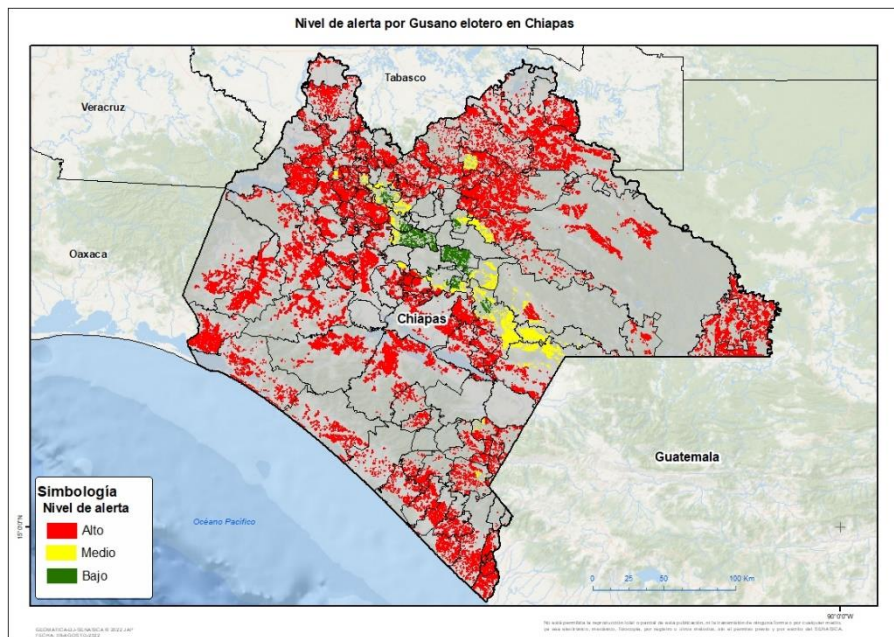 Nivel de alerta por Gusano elotero en Chiapas
Tabasco
Veracruz
Oaxaca
Chiapas
Guatemala
Océano Pacífico
Simbología
Nivel de alerta
Alto
Medio
Bajo
15°0'0"N
0 25 50 100 Km
90°0'0"W